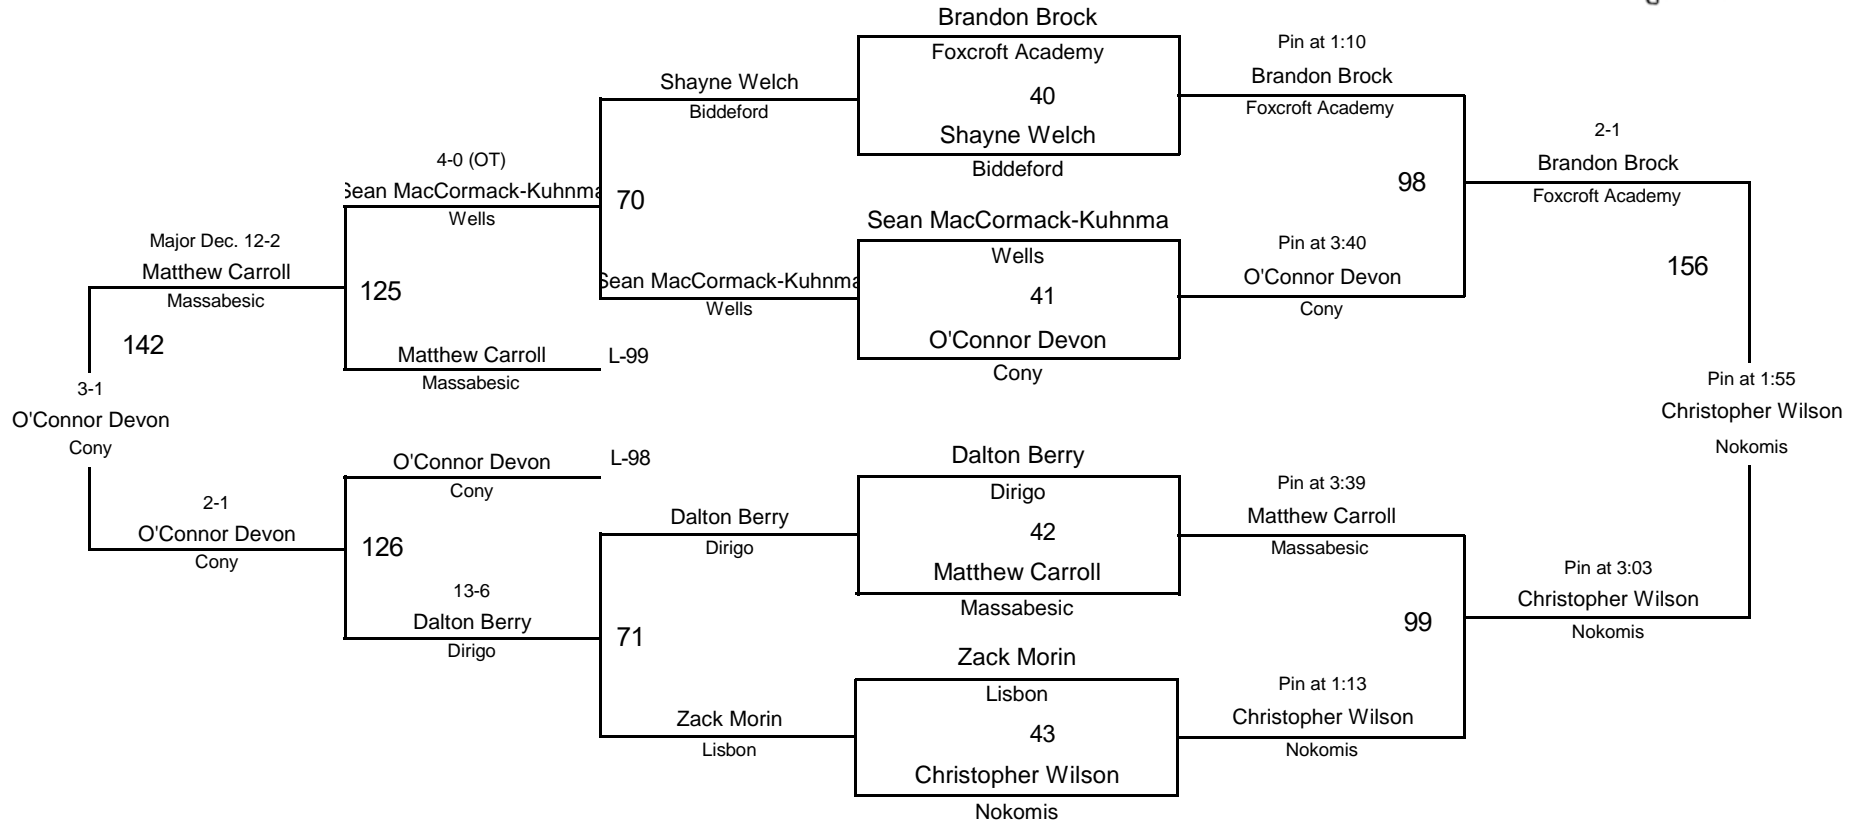 Brandon Brock
Foxcroft Academy
40
Shayne Welch
Biddeford
Sean MacCormack-Kuhnma
Wells
41
O'Connor Devon
Cony
Dalton Berry
Dirigo
42
Matthew Carroll
Massabesic
Zack Morin
Lisbon
43
Christopher Wilson
Nokomis
Pin at 1:10
Brandon Brock
Foxcroft Academy
98
Pin at 3:40
O'Connor Devon
Cony
Pin at 3:39
Matthew Carroll
Massabesic
99
Pin at 1:13
Christopher Wilson
Nokomis
2-1
Brandon Brock
Foxcroft Academy
156
Pin at 3:03
Christopher Wilson
Nokomis
Pin at 1:55
Christopher Wilson
Nokomis
Shayne Welch
Biddeford
70
Sean MacCormack-Kuhnma
Wells
Dalton Berry
Dirigo
71
Zack Morin
Lisbon
4-0 (OT)
Sean MacCormack-Kuhnma
Wells
125
Matthew Carroll
L-99
Massabesic
O'Connor Devon
L-98
Cony
126
13-6
Dalton Berry
Dirigo
Major Dec. 12-2
Matthew Carroll
Massabesic
142
2-1
O'Connor Devon
Cony
3-1
O'Connor Devon
Cony